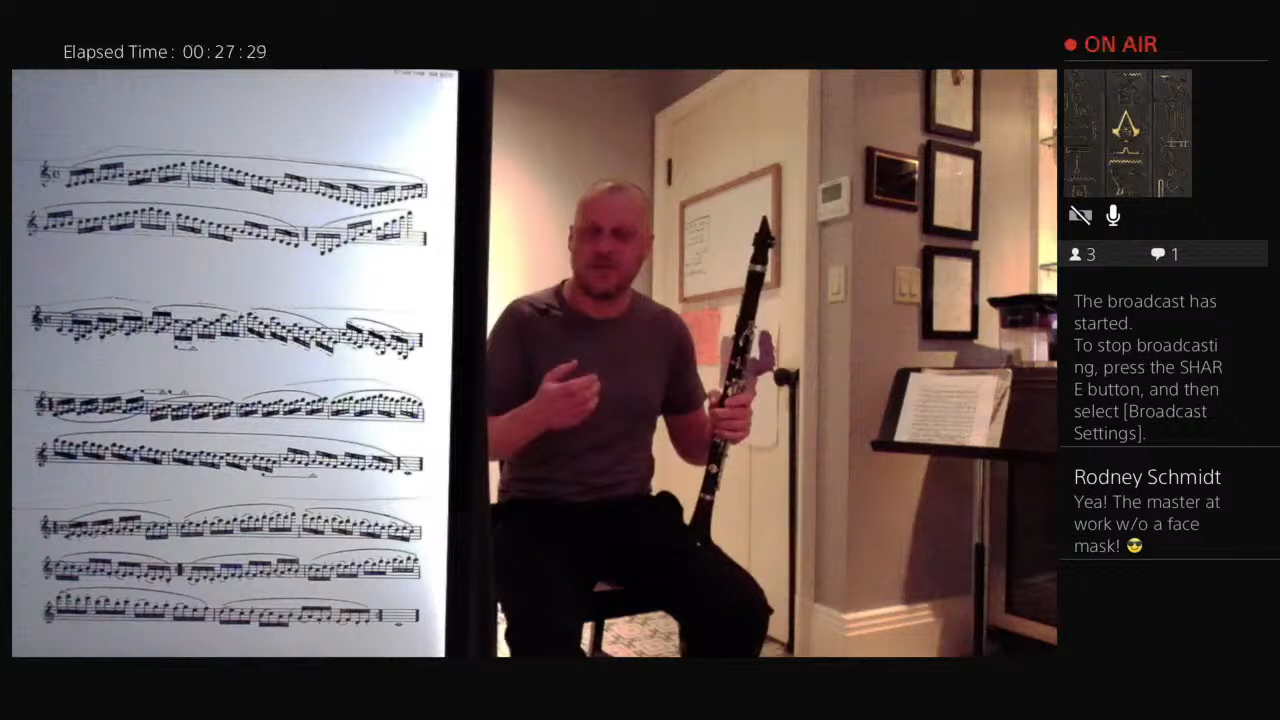 Elapsed Time: 00:27:29
ON AIR
3
1
The broadcast has
started.
To stop broadcasti
ng, press the SHAR
E button, and then
select [Broadcast
Settings].
Rodney Schmidt
Yea! The master at
work w/o a face
mask! 😎